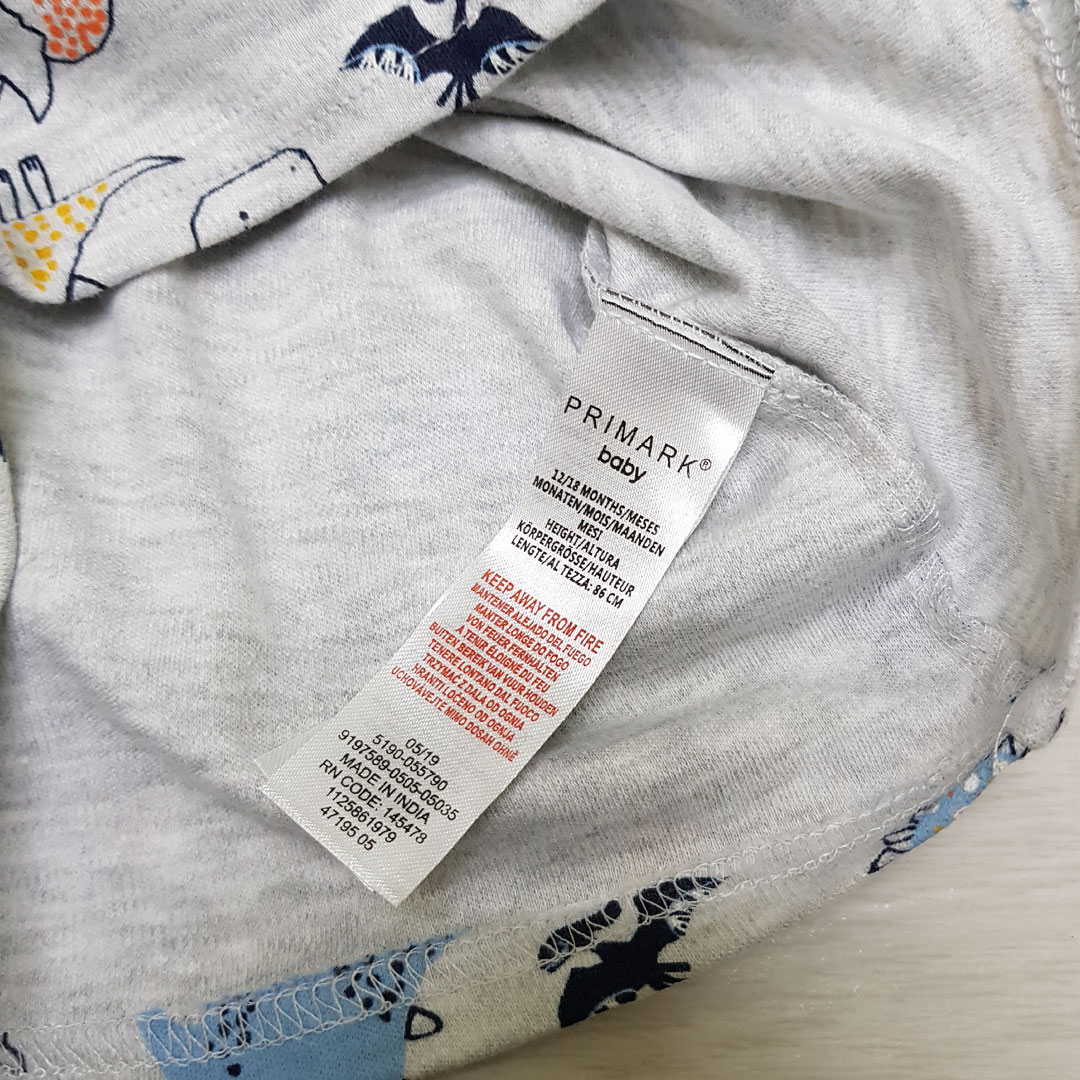 PRIMARK®
baby
12/18 MONTHS/MESES
MONATEN/MOIS/MAANDEN
MESI
HEIGHT/ALTURA
KÖRPERGRÖSSE/HAUTEUR
LENGTE/ALTEZZA: 86 CM
KEEP AWAY FROM FIRE
MANTENER ALEJADO DEL FUEGO
MANTER LONGE DO FOGO
VON FEUER FERNHALTEN
A TENIR ÉLOIGNÉ DU FEU
BUITEN BEREIK VAN VUUR HOUDEN
TENERE LONTANO DAL FUOCO
TRZYMAĆ Z DALA OD OGNIA
HRANITI LOČENO OD OGNJA
UCHOVÁVEJTE MIMO DOSAH OHNĚ
05/19
5190-055790
9197589-0505-05035
MADE IN INDIA
RN CODE: 145478
1125861979
47195 05